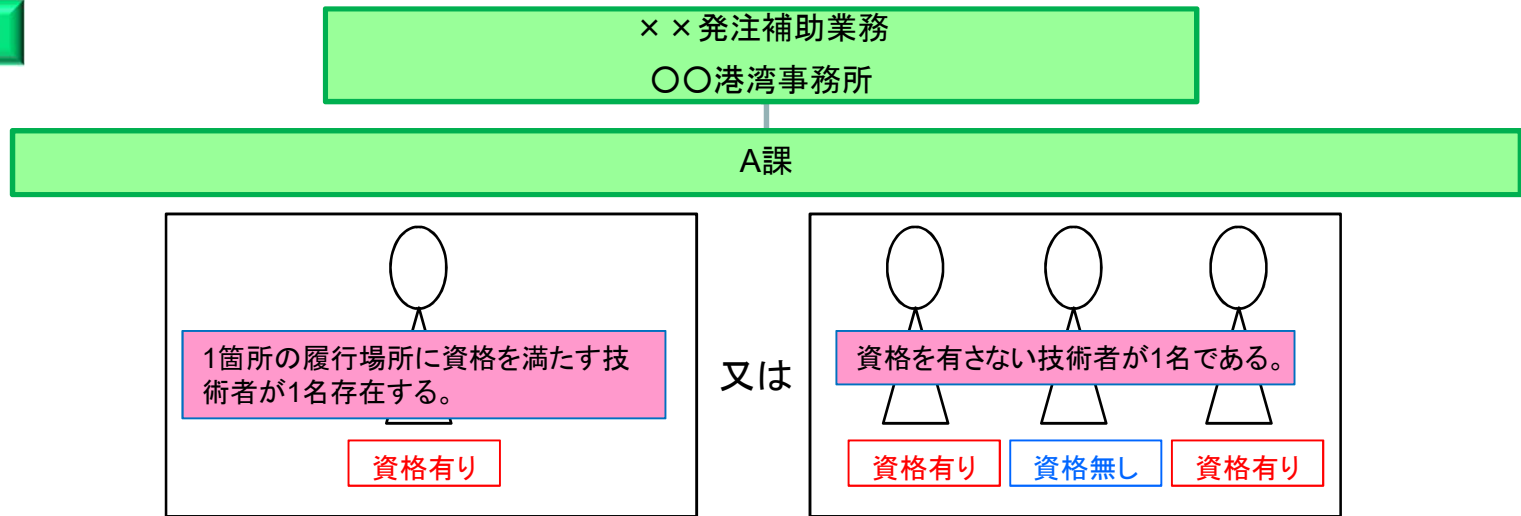 ××発注補助業務
〇〇港湾事務所
A課
1箇所の履行場所に資格を満たす技
術者が1名存在する。
資格有り
又は
資格を有さない技術者が1名である。
資格有り
資格無し
資格有り